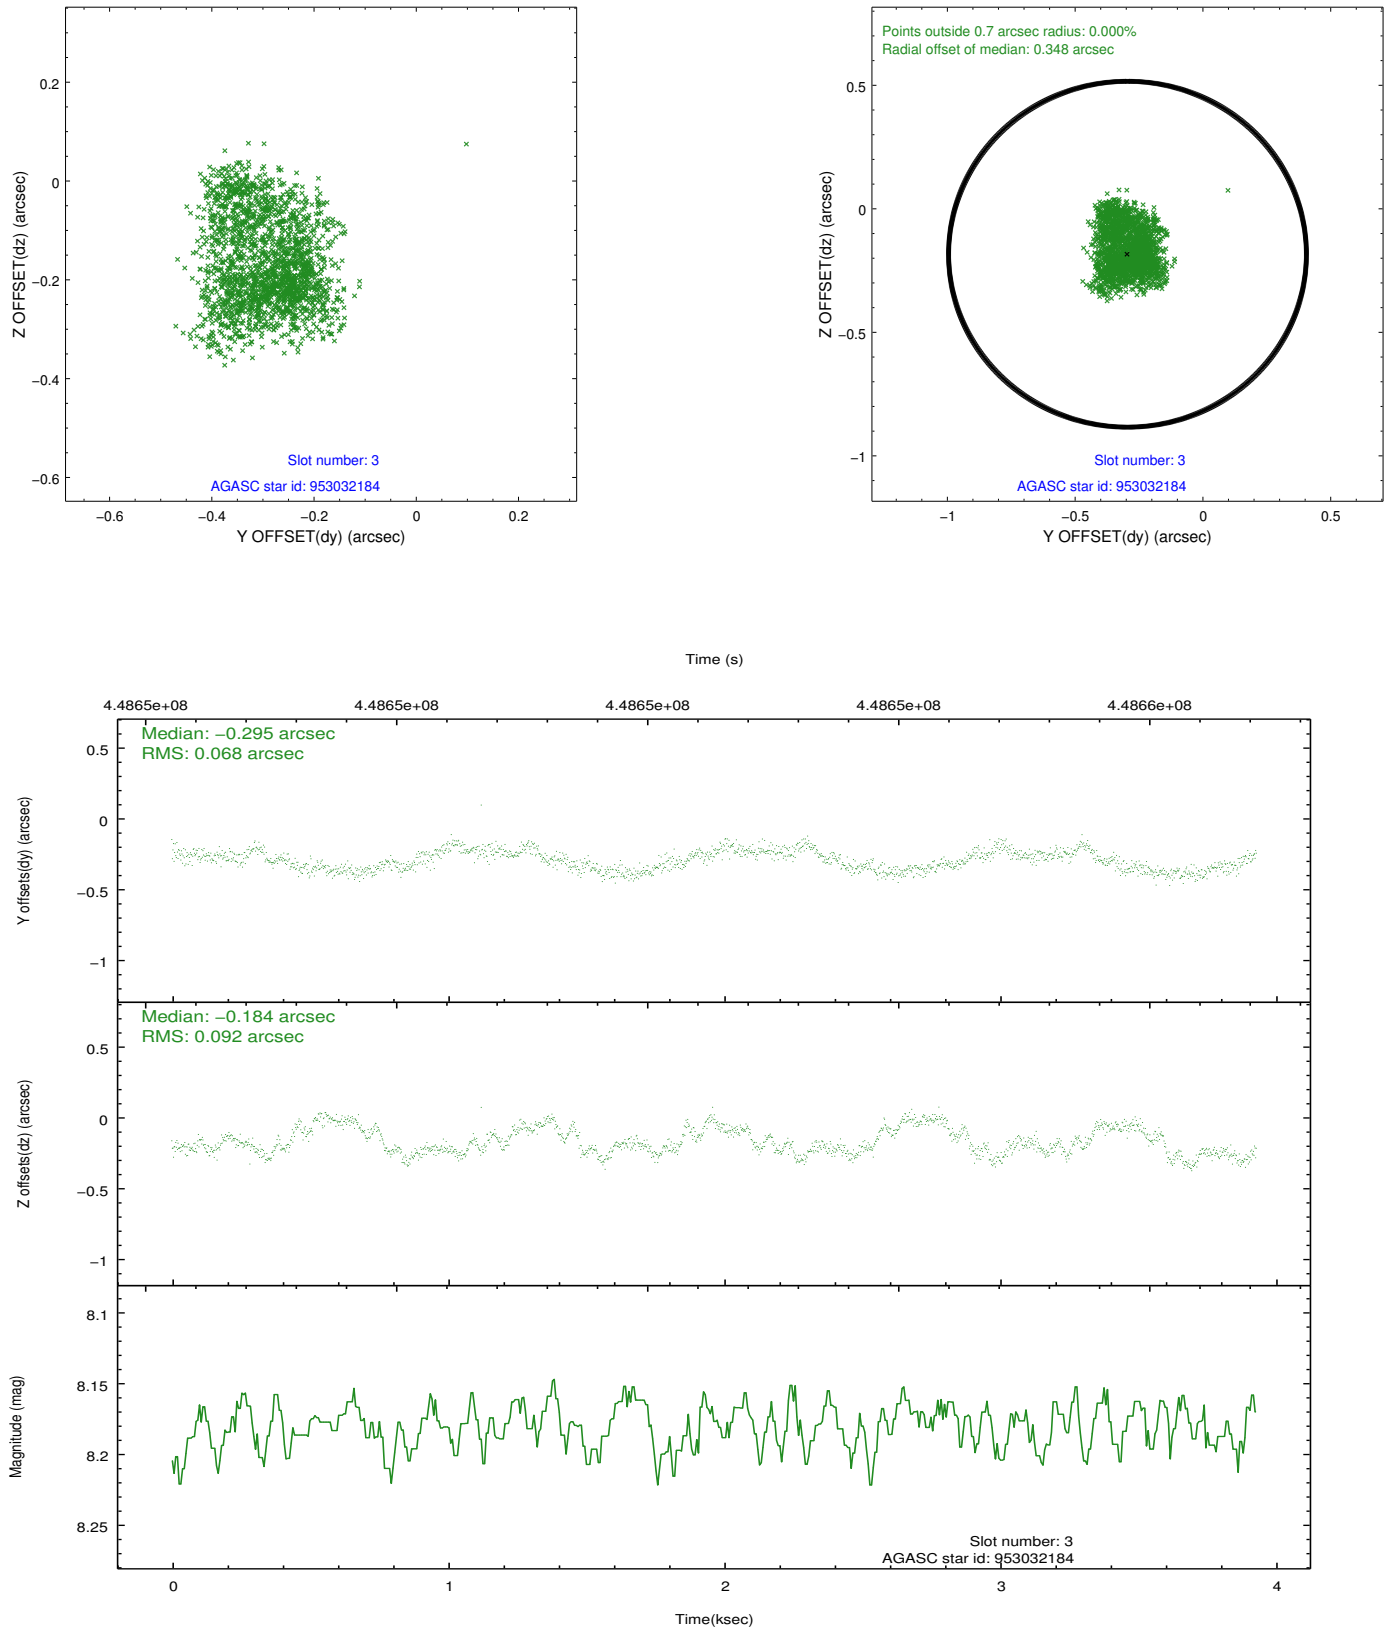 0.2
0
−0.2
−0.4
−0.6
Z OFFSET(dz) (arcsec)
Slot number: 3
AGASC star id: 953032184
−0.6 −0.4 −0.2 0 0.2
Y OFFSET(dy) (arcsec)
Points outside 0.7 arcsec radius: 0.000%
Radial offset of median: 0.348 arcsec
0.5
0
−0.5
−1
Z OFFSET(dz) (arcsec)
Slot number: 3
AGASC star id: 953032184
−1 −0.5 0 0.5
Y OFFSET(dy) (arcsec)
Time (s)
4.4865e+08 4.4865e+08 4.4865e+08 4.4865e+08 4.4866e+08
Median: −0.295 arcsec
RMS: 0.068 arcsec
0.5
0
−0.5
−1
Y offsets(dy) (arcsec)
Median: −0.184 arcsec
RMS: 0.092 arcsec
0.5
0
−0.5
−1
Z offsets(dz) (arcsec)
8.1
8.15
8.2
8.25
Magnitude (mag)
Slot number: 3
AGASC star id: 953032184
0 1 2 3 4
Time(ksec)